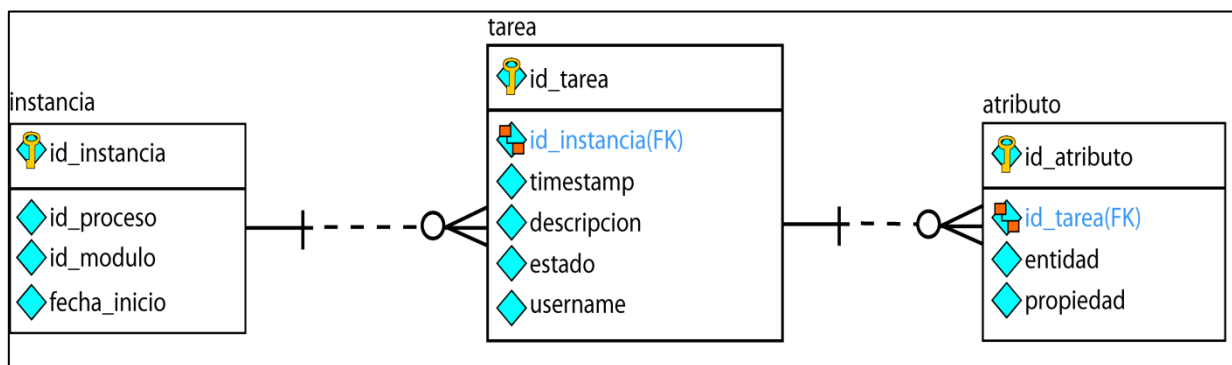 instancia
id_instancia
id_proceso
id_modulo
fecha_inicio
tarea
id_tarea
id_instancia(FK)
timestamp
descripcion
estado
username
atributo
id_atributo
id_tarea(FK)
entidad
propiedad